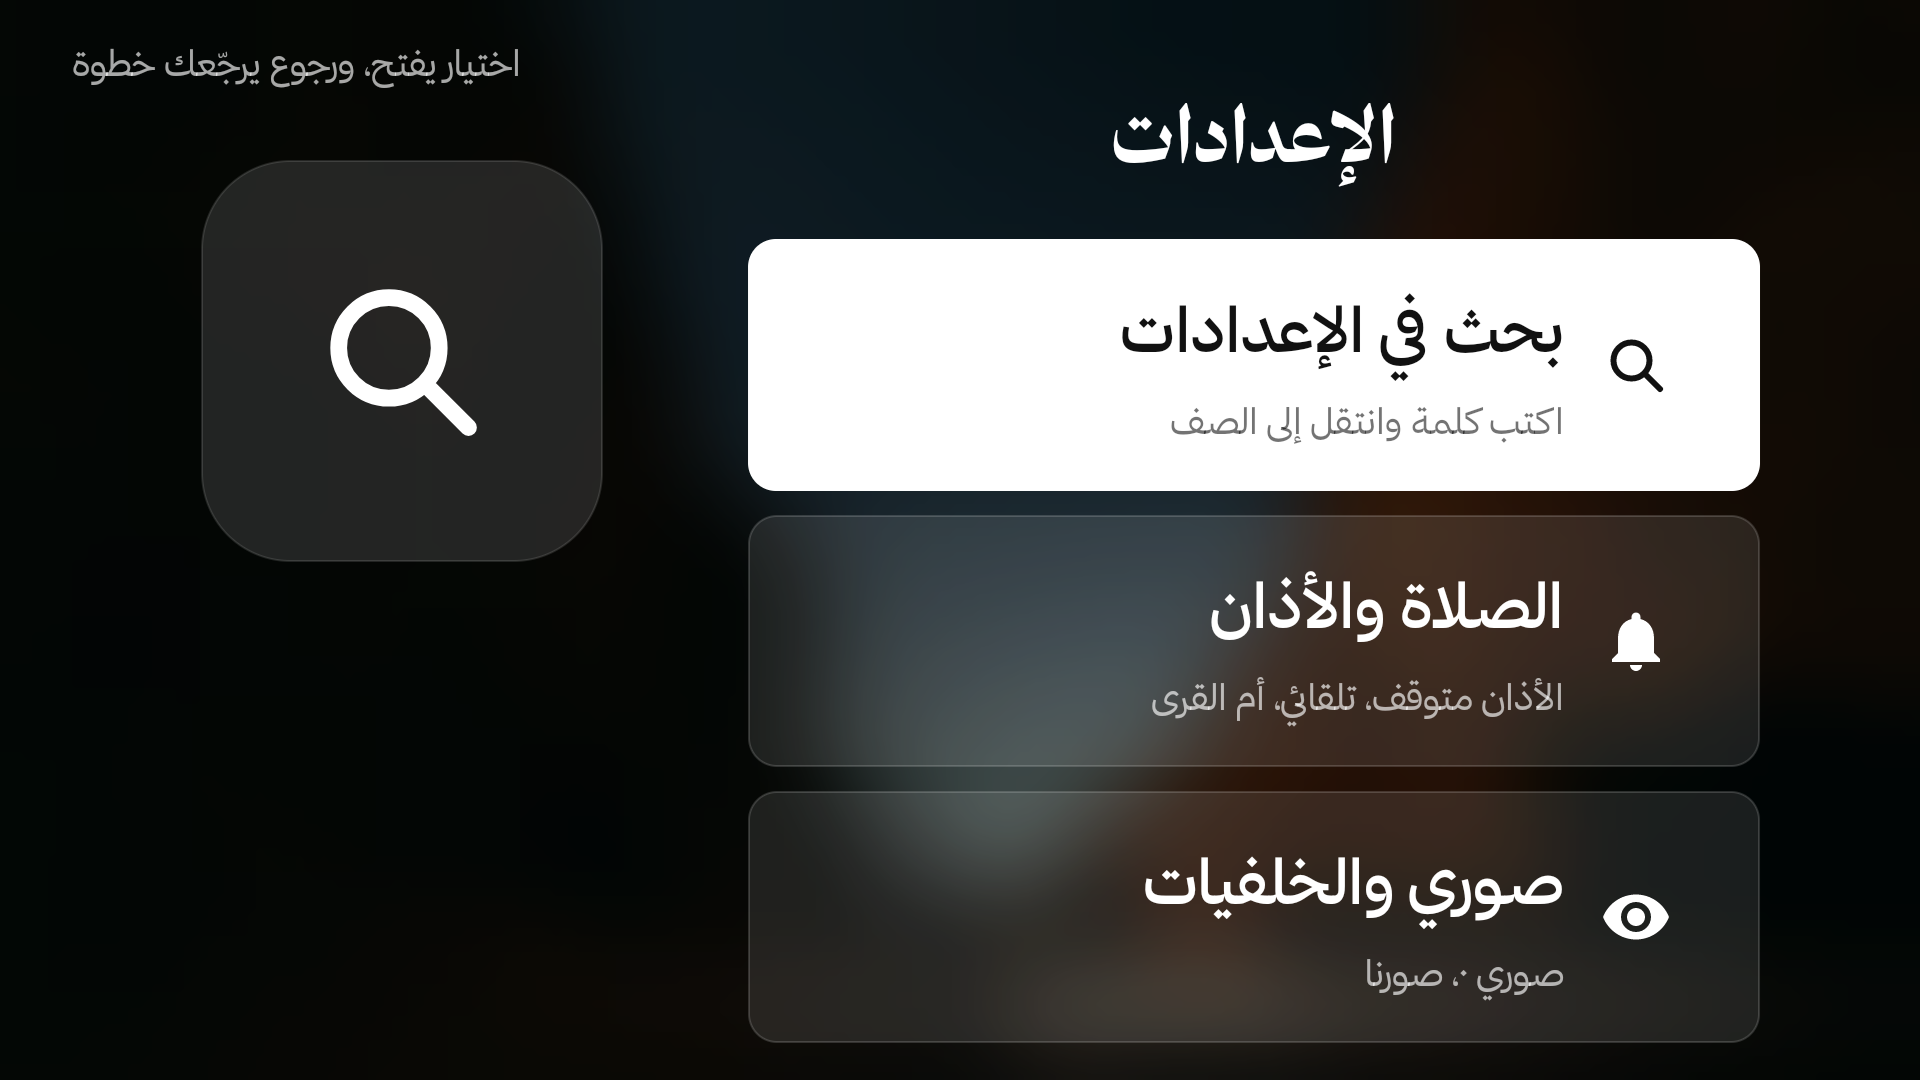 اختيار يفتح، ورجوع يرجّعك خطوة
الإعدادات
بحث في الإعدادات
اكتب كلمة وانتقل إلى الصف
الصلاة والأذان
الأذان متوقف، تلقائي، أم القرى
صوري والخلفيات
صوري ٠، صورنا